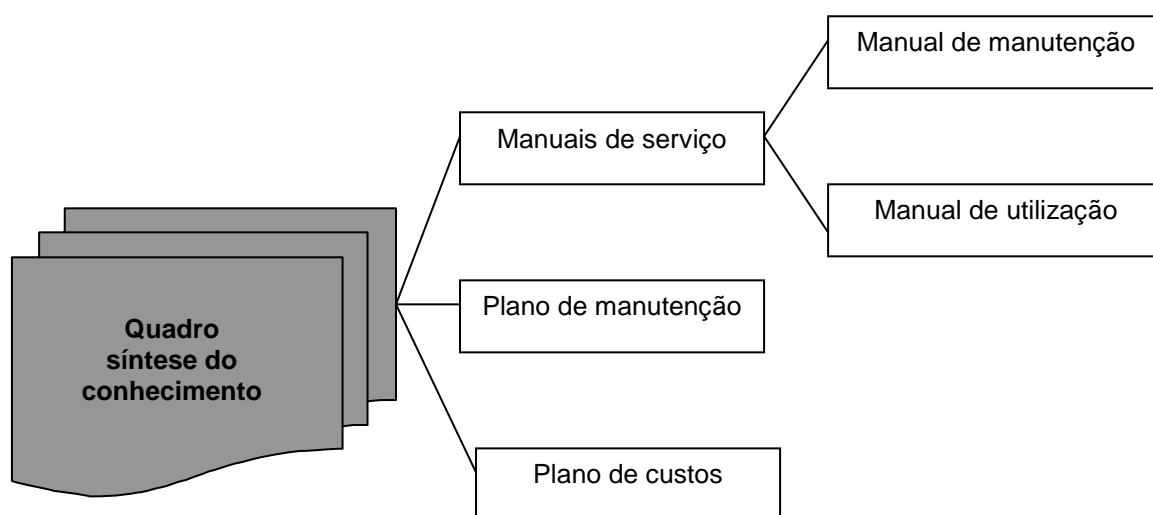 Manual de manutenção
Manuais de serviço
Manual de utilização
Plano de manutenção
Quadro
síntese do
conhecimento
Plano de custos